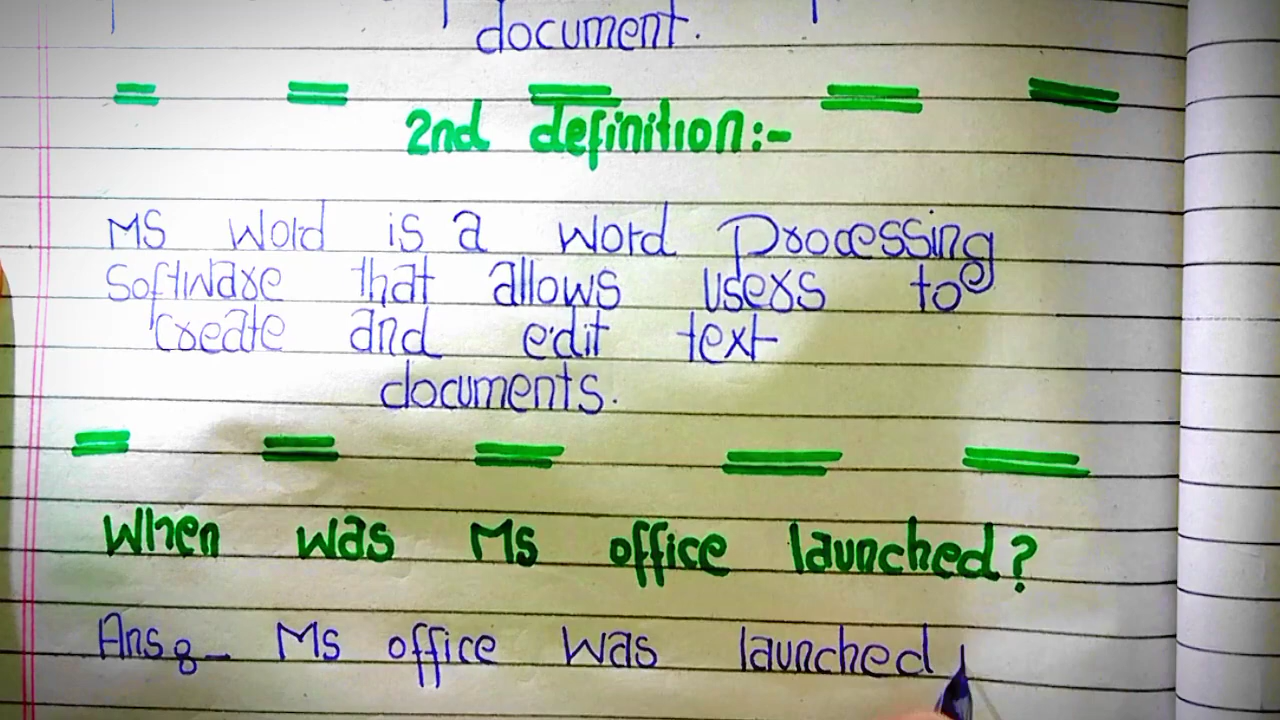 document.
2nd definition:-
MS Word is a word Processing
Software that allows users to
create and edit text
documents.
When was Ms office launched?
Ans8- Ms office was launched